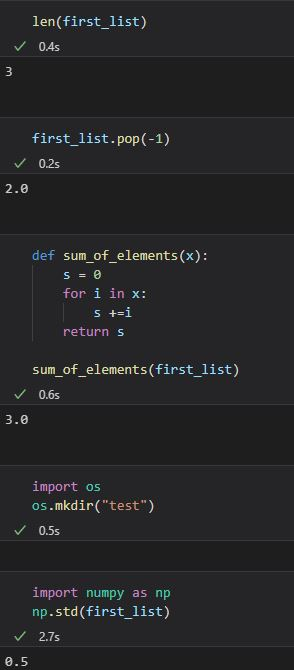 len(first_list)
0.4s
3
first_list.pop(-1)
0.2s
2.0
def sum_of_elements(x):
    s = 0
    for i in x:
        s +=i
    return s
sum_of_elements(first_list)
0.6s
3.0
import os
os.mkdir("test")
0.5s
import numpy as np
np.std(first_list)
2.7s
0.5